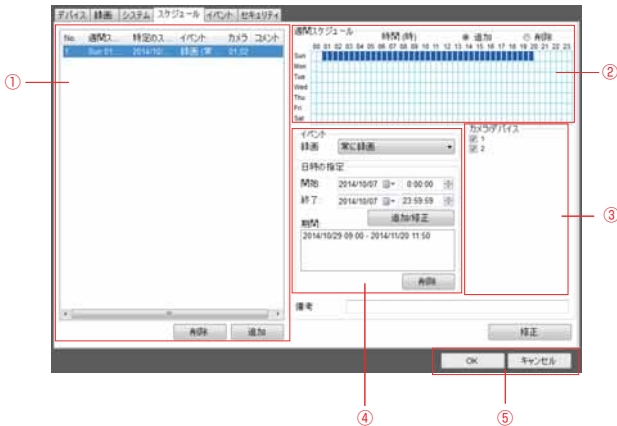 デバイス 録画 システム スケジュール イベント セキュリティ
No. 週間ス... 特定のス... イベント カメラ コメント
1 Sun 01... 2014/10/... 録画 (常... 01,02
削除 追加
週間スケジュール 時間 (時) 追加 削除
00 01 02 03 04 05 06 07 08 09 10 11 12 13 14 15 16 17 18 19 20 21 22 23
Sun
Mon
Tue
Wed
Thu
Fri
Sat
イベント
録画 常に録画
日時の指定
開始: 2014/10/07 0:00:00
終了: 2014/10/07 23:59:59
追加/修正
期間:
2014/10/29 09:00 - 2014/11/20 11:50
削除
カメラ/デバイス
1
2
備考
修正
OK キャンセル
①
②
③
④
⑤